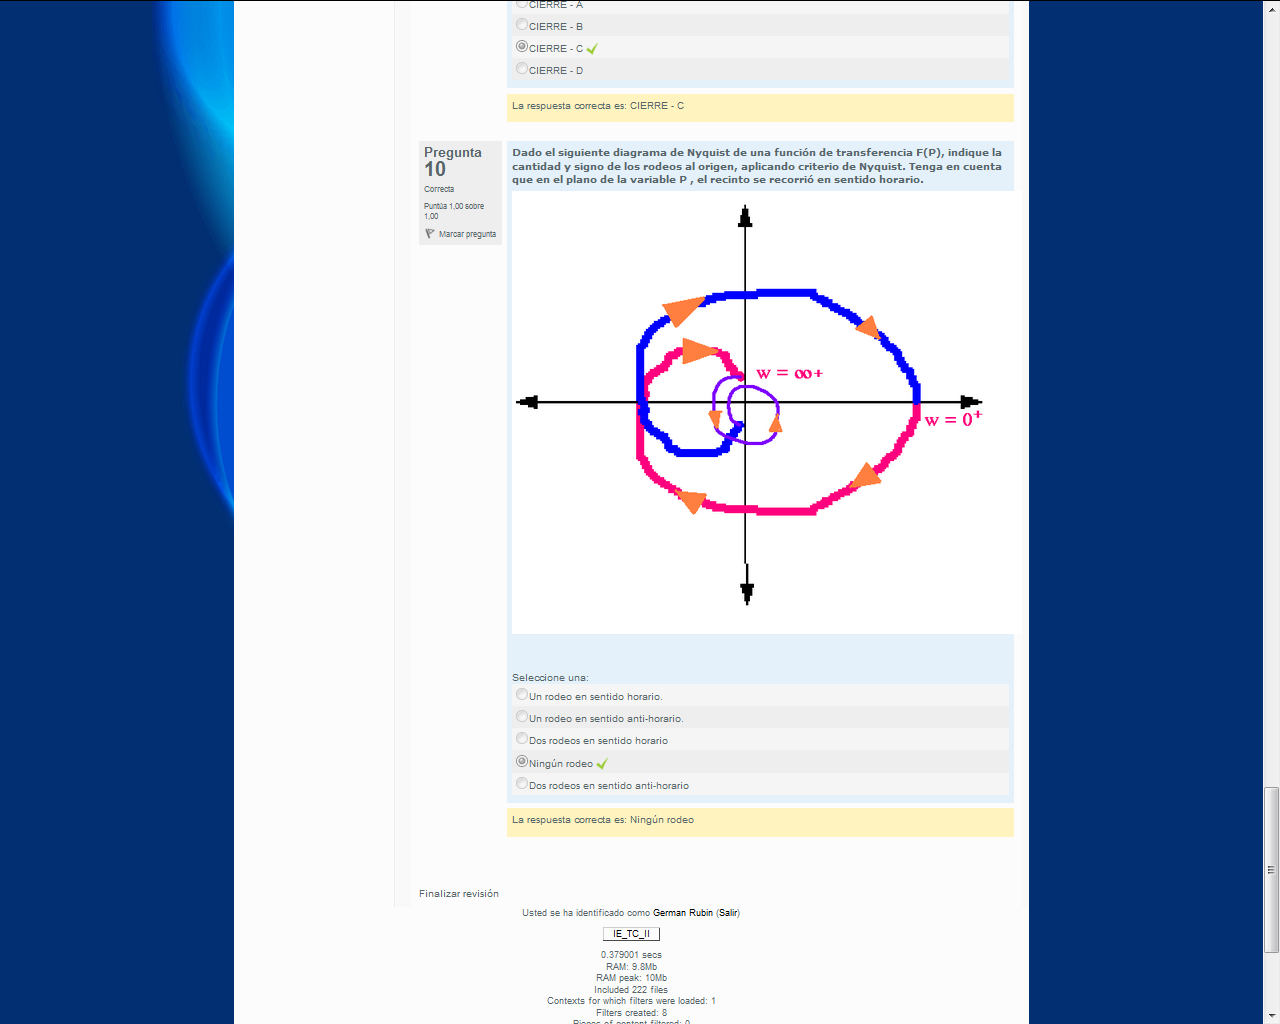 CIERRE - A
CIERRE - B
CIERRE - C
CIERRE - D
La respuesta correcta es: CIERRE - C
Pregunta
10
Correcta
Puntúa 1,00 sobre
1,00
Marcar pregunta
Dado el siguiente diagrama de Nyquist de una función de transferencia F(P), indique la
cantidad y signo de los rodeos al origen, aplicando criterio de Nyquist. Tenga en cuenta
que en el plano de la variable P , el recinto se recorrió en sentido horario.
w = ∞+
w = 0⁺
Seleccione una:
Un rodeo en sentido horario.
Un rodeo en sentido anti-horario.
Dos rodeos en sentido horario
Ningún rodeo
Dos rodeos en sentido anti-horario
La respuesta correcta es: Ningún rodeo
Finalizar revisión
Usted se ha identificado como German Rubin (Salir)
IE_TC_II
0.379001 secs
RAM: 9.8Mb
RAM peak: 10Mb
Included 222 files
Contexts for which filters were loaded: 1
Filters created: 8
Pieces of content filtered: 0